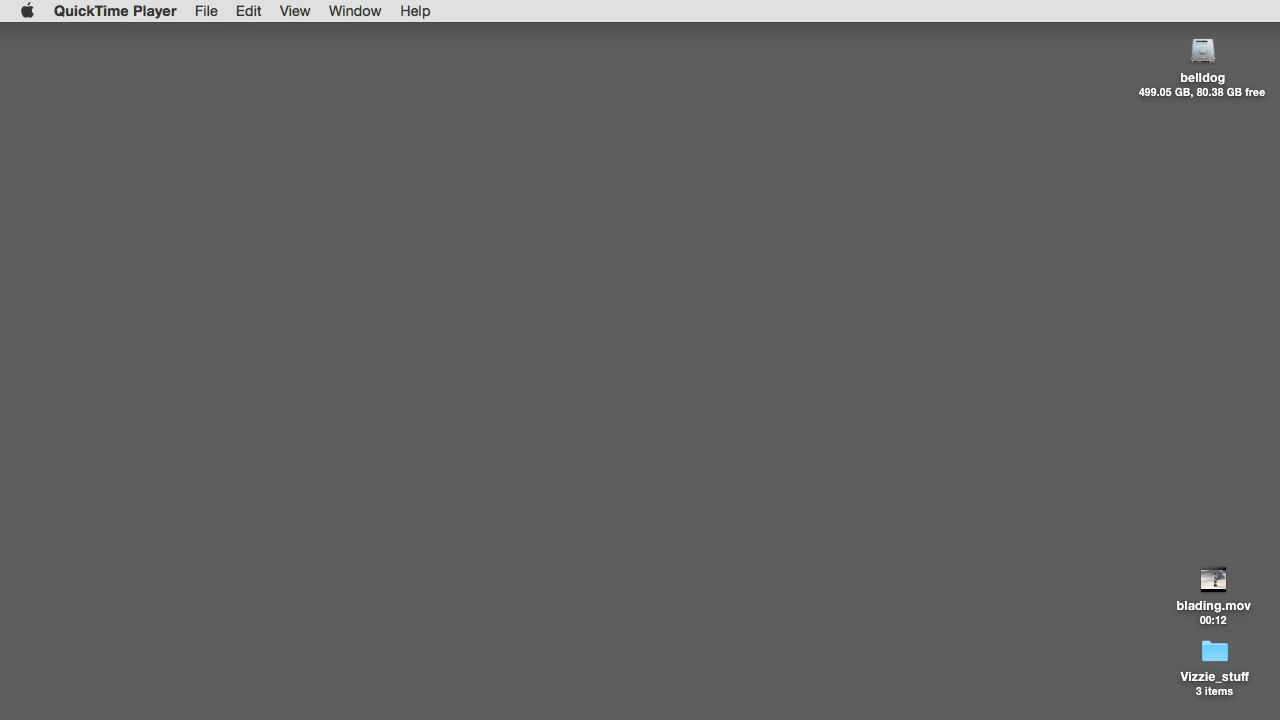 QuickTime Player File Edit View Window Help
belldog
499.05 GB, 80.38 GB free
blading.mov
00:12
Vizzie_stuff
3 items